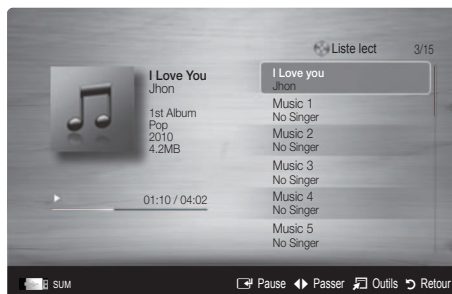 Liste lect 3/15
I Love You
Jhon
1st Album
Pop
2010
4.2MB
01:10 / 04:02
I Love you
Jhon
Music 1
No Singer
Music 2
No Singer
Music 3
No Singer
Music 4
No Singer
Music 5
No Singer
SUM
Pause Passer Outils Retour